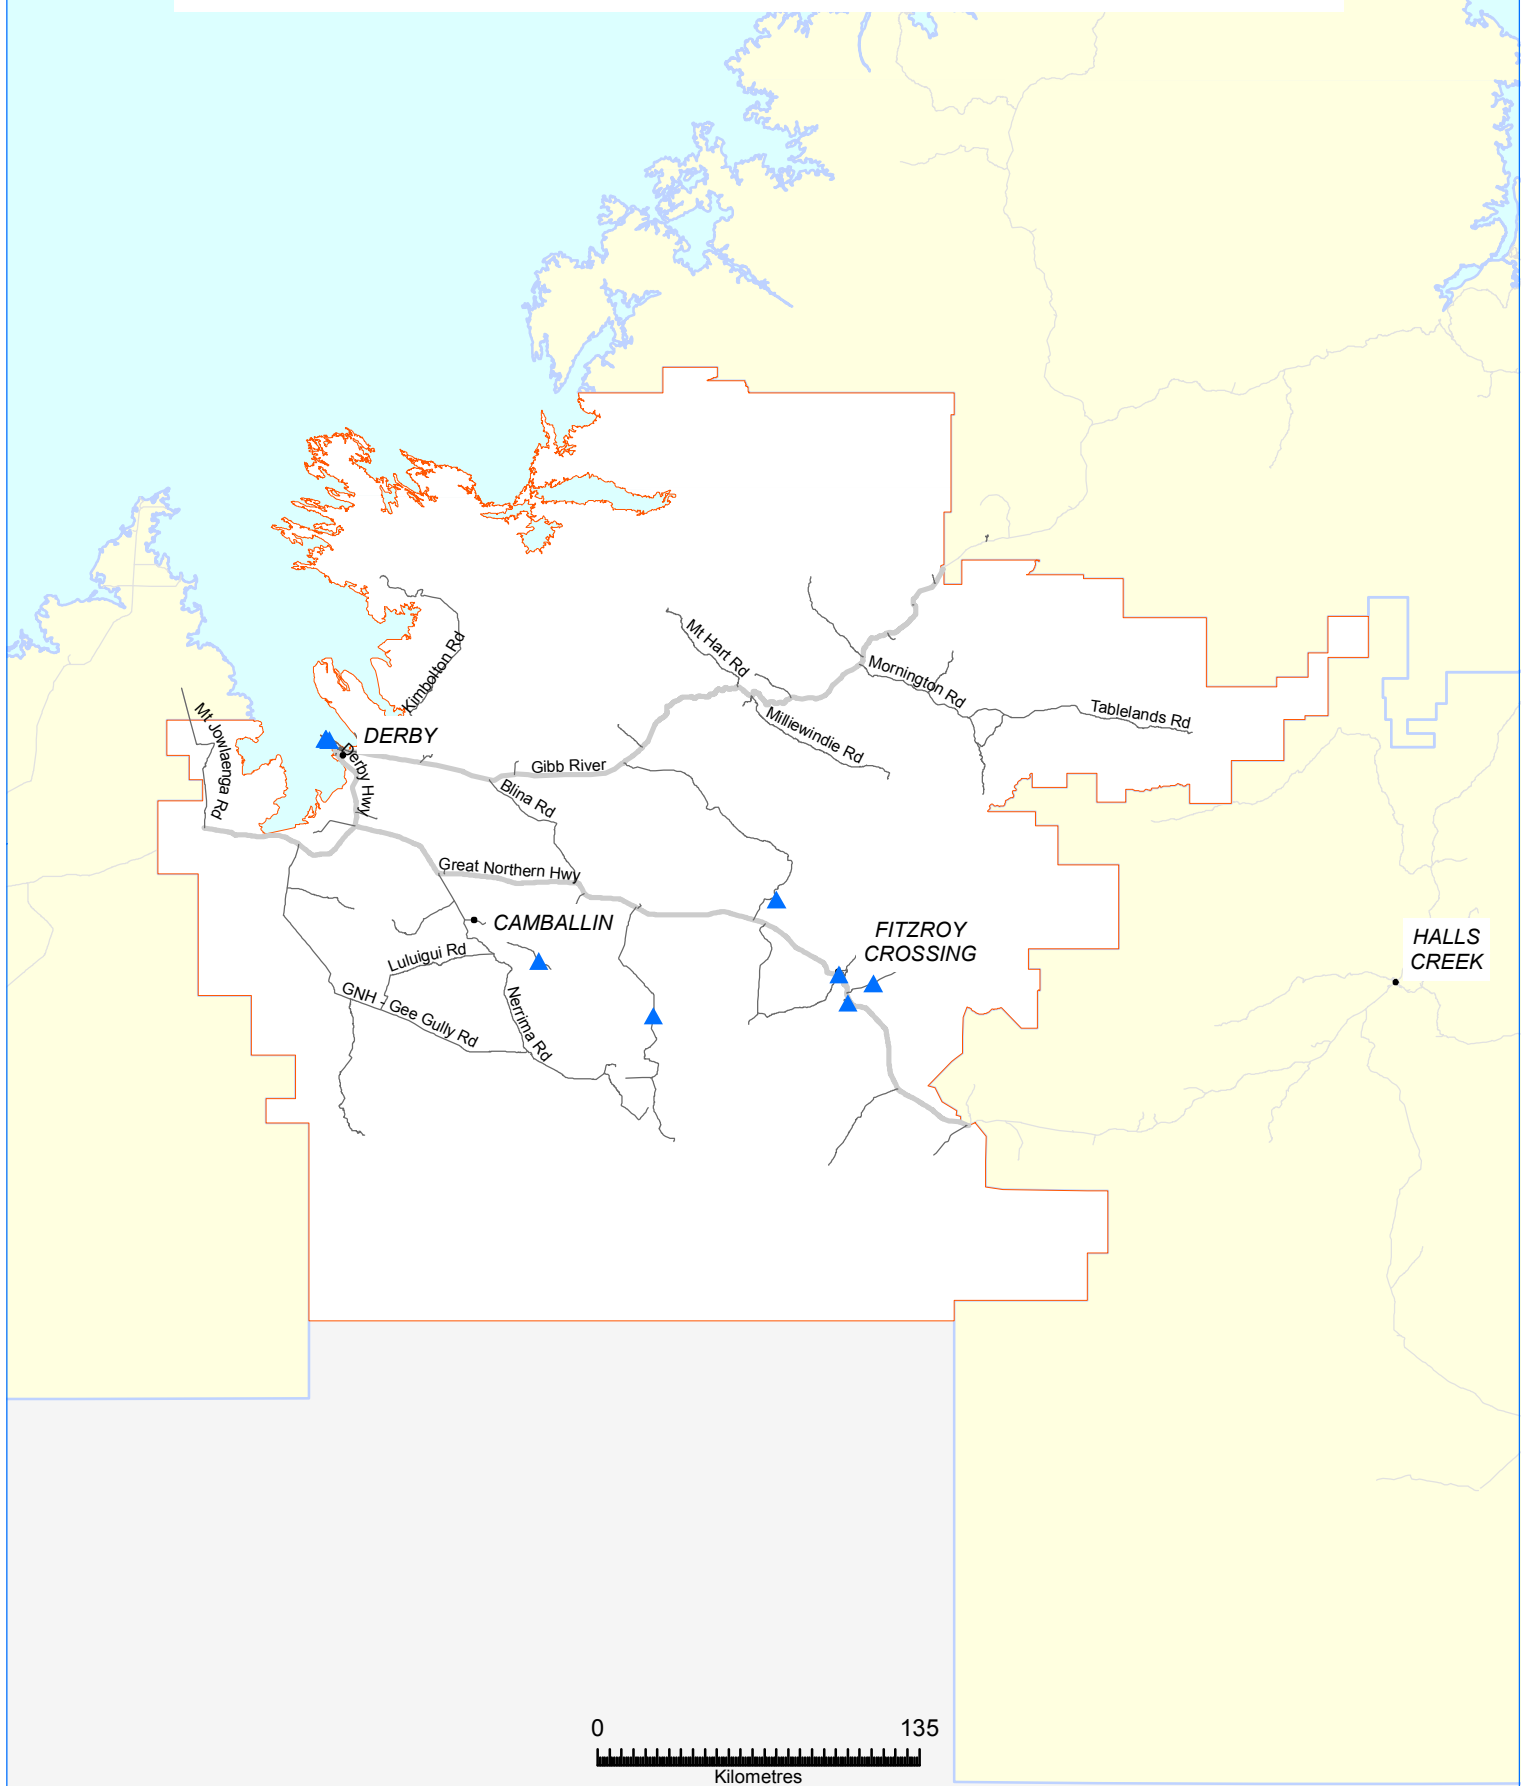 1
Kimbolton Rd
Mt Hart Rd
Mornington Rd
Tablelands Rd
Milliewindie Rd
Mt Jowlaenga Rd
DERBY
Derby Hwy
Gibb River
Blina Rd
Great Northern Hwy
CAMBALLIN
FITZROY
CROSSING
HALLS
CREEK
Luluigui Rd
GNH - Gee Gully Rd
Nerrima Rd
0
135
Kilometres